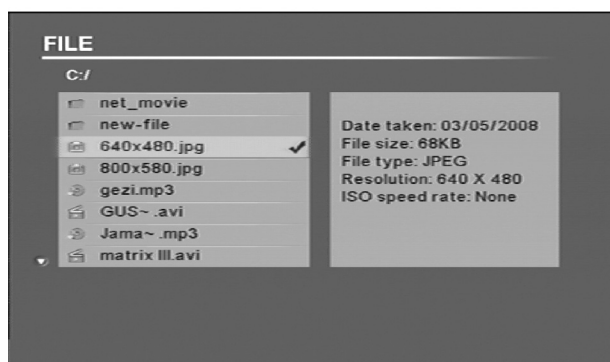 FILE
C:/
net_movie
new-file
640x480.jpg
800x580.jpg
gezi.mp3
GUS~ .avi
Jama~ .mp3
matrix III.avi
Date taken: 03/05/2008
File size: 68KB
File type: JPEG
Resolution: 640 X 480
ISO speed rate: None